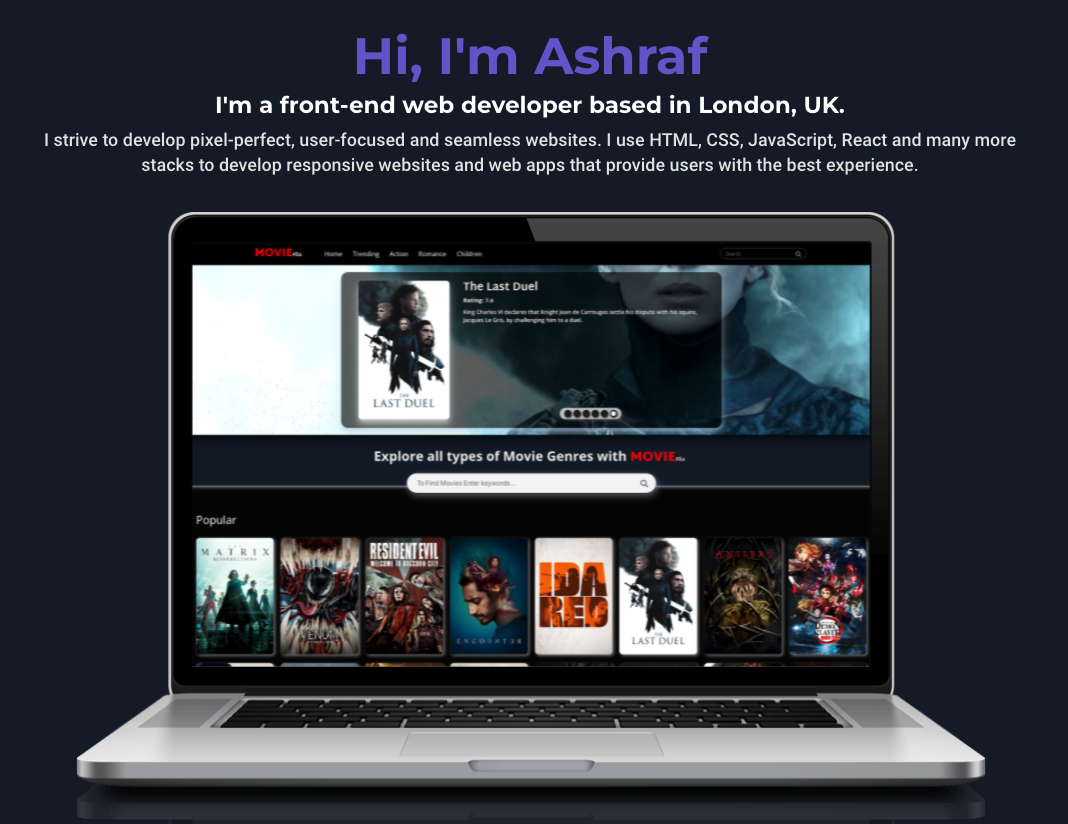 Hi, I'm Ashraf
I'm a front-end web developer based in London, UK.
I strive to develop pixel-perfect, user-focused and seamless websites. I use HTML, CSS, JavaScript, React and many more
stacks to develop responsive websites and web apps that provide users with the best experience.
MOVIEFlix Home Trending Action Romance Children Search
The Last Duel
Rating:
King Charles VI declares that Knight Jean de Carrouges settle his dispute with his squire,
Jacques Le Gris, by challenging him to a duel.
THE
LAST DUEL
Explore all types of Movie Genres with MOVIEFlix
To Find Movies Enter keywords...
Popular
MATRIX
RESURRECTIONS
VENOM
RESIDENT EVIL
WELCOME TO RACCOON CITY
ENCOUNTER
IDA
RED
THE
LAST DUEL
ANTLERS
DEMON
SLAYER